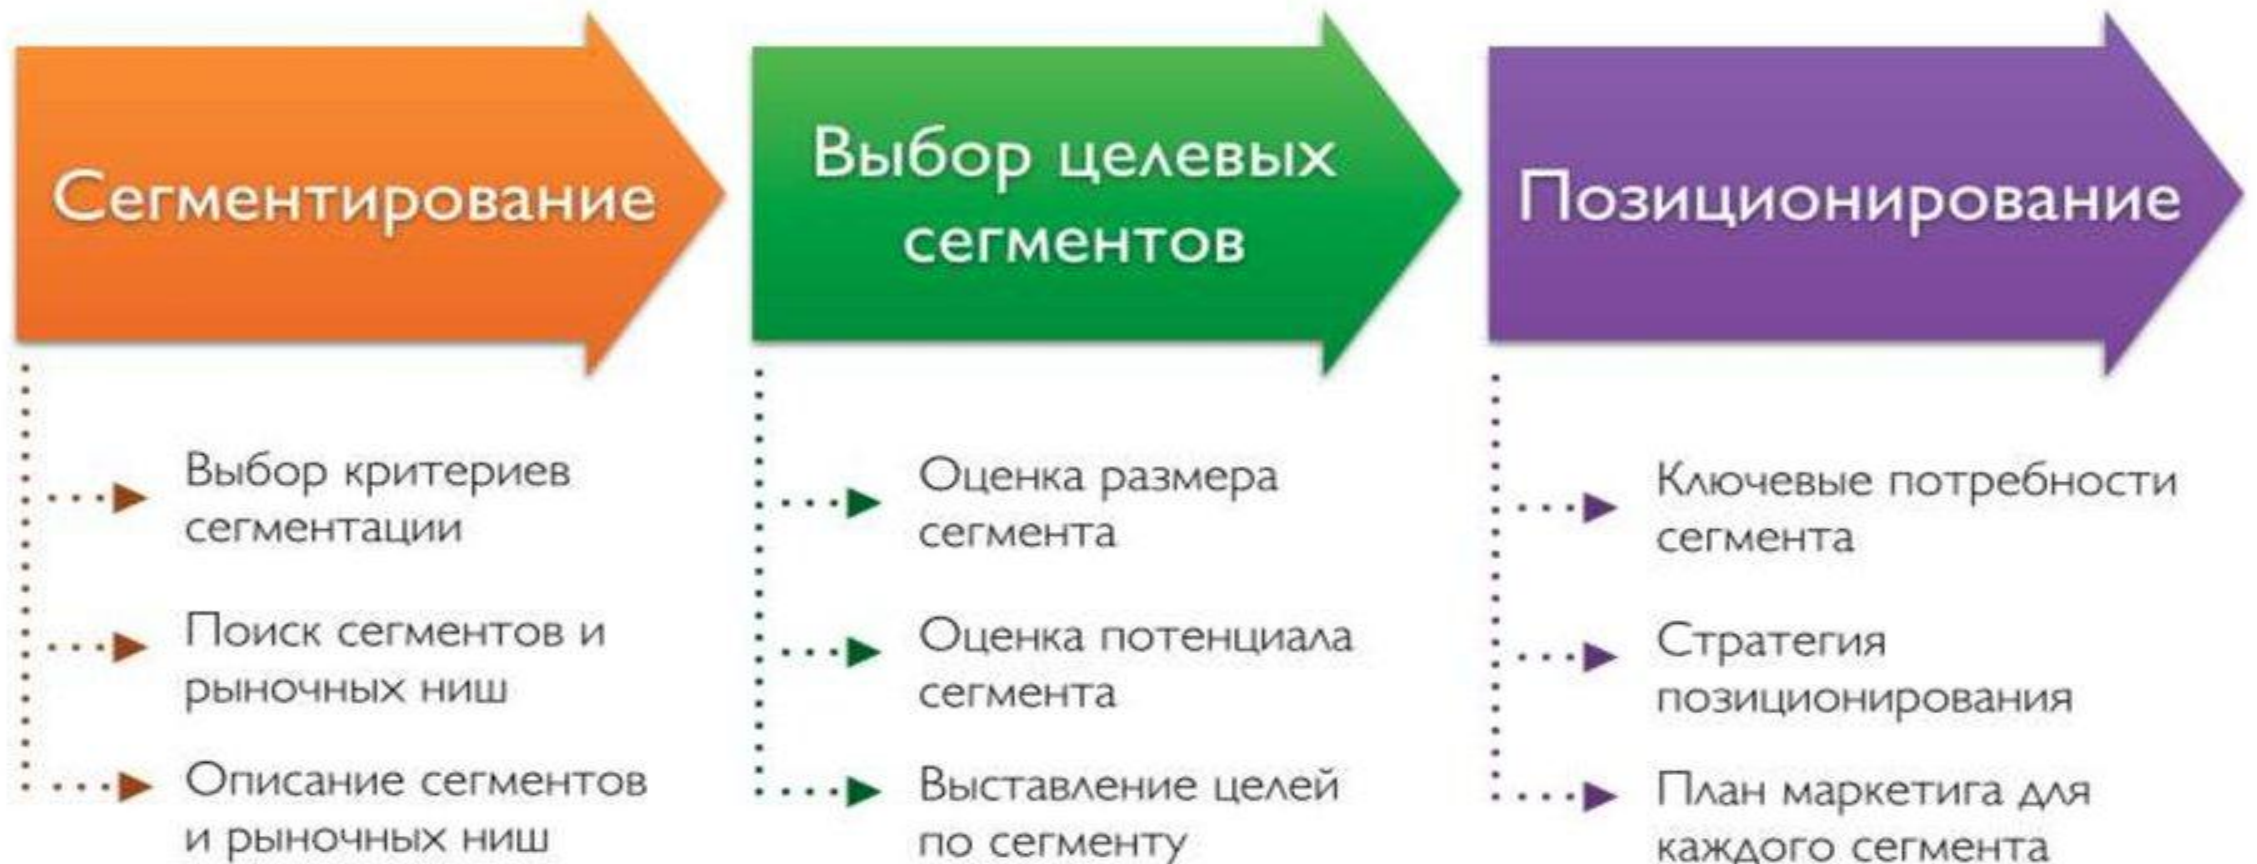 Сегментирование
Выбор критериев
сегментации
Поиск сегментов и
рыночных ниш
Описание сегментов
и рыночных ниш
Выбор целевых
сегментов
Оценка размера
сегмента
Оценка потенциала
сегмента
Выставление целей
по сегменту
Позиционирование
Ключевые потребности
сегмента
Стратегия
позиционирования
План маркетига для
каждого сегмента